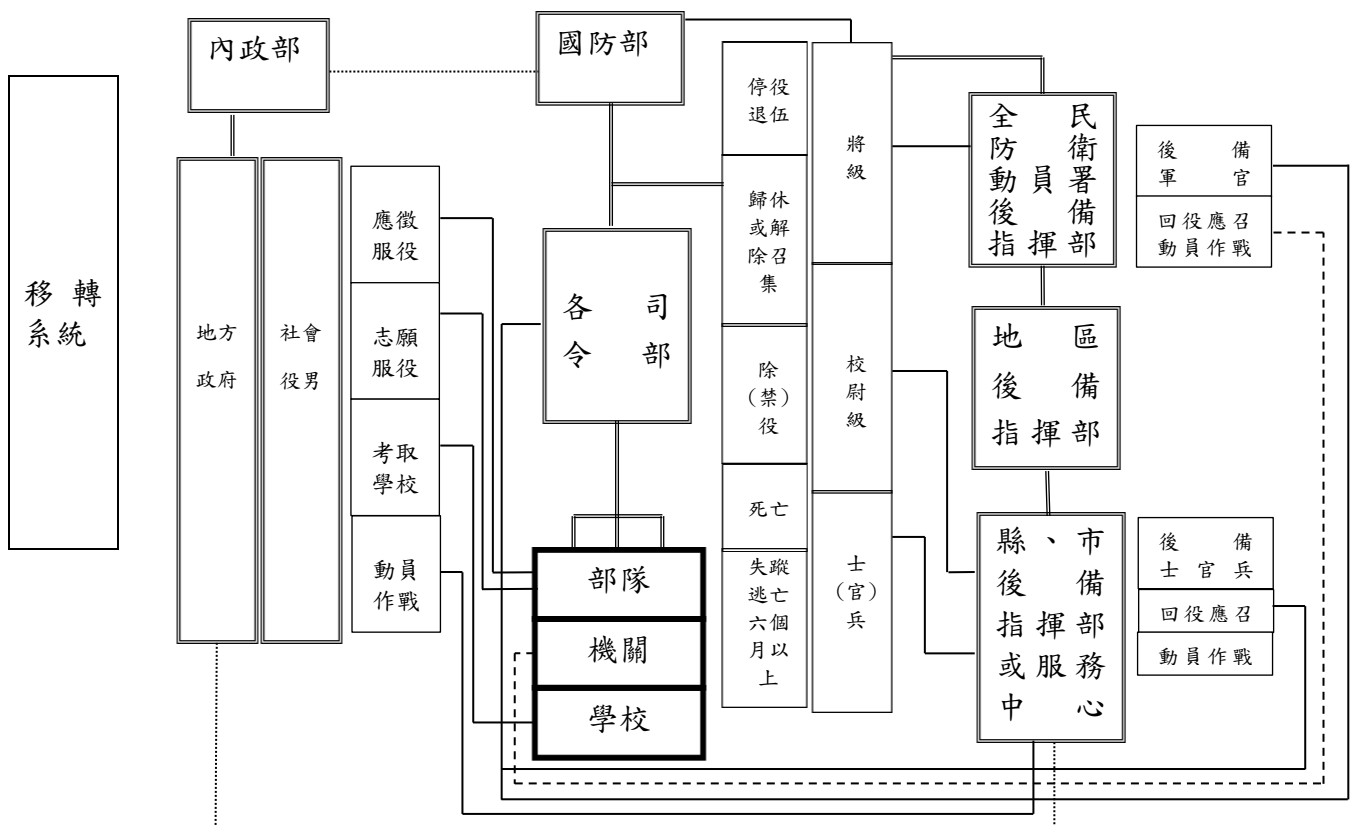 移轉
系統
內政部
國防部
地方
政府
社會
役男
應徵
服役
志願
服役
考取
學校
動員
作戰
各司
令部
部隊
機關
學校
停役
退伍
歸休
或解
除召
集
除
（禁）
役
死亡
失蹤
逃亡
六個
月以
上
將
級
校
尉
級
士
（官）
兵
全民
防衛
動員署
後備
指揮部
地區
後備
指揮部
縣、市
後備
指揮部
或服務
中心
後備
軍官
回役應召
動員作戰
後備
士官兵
回役應召
動員作戰